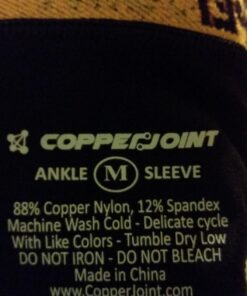 COPPERJOINT
ANKLE M SLEEVE
88% Copper Nylon, 12% Spandex
Machine Wash Cold - Delicate cycle
With Like Colors - Tumble Dry Low
DO NOT IRON - DO NOT BLEACH
Made in China
www.CopperJoint.com